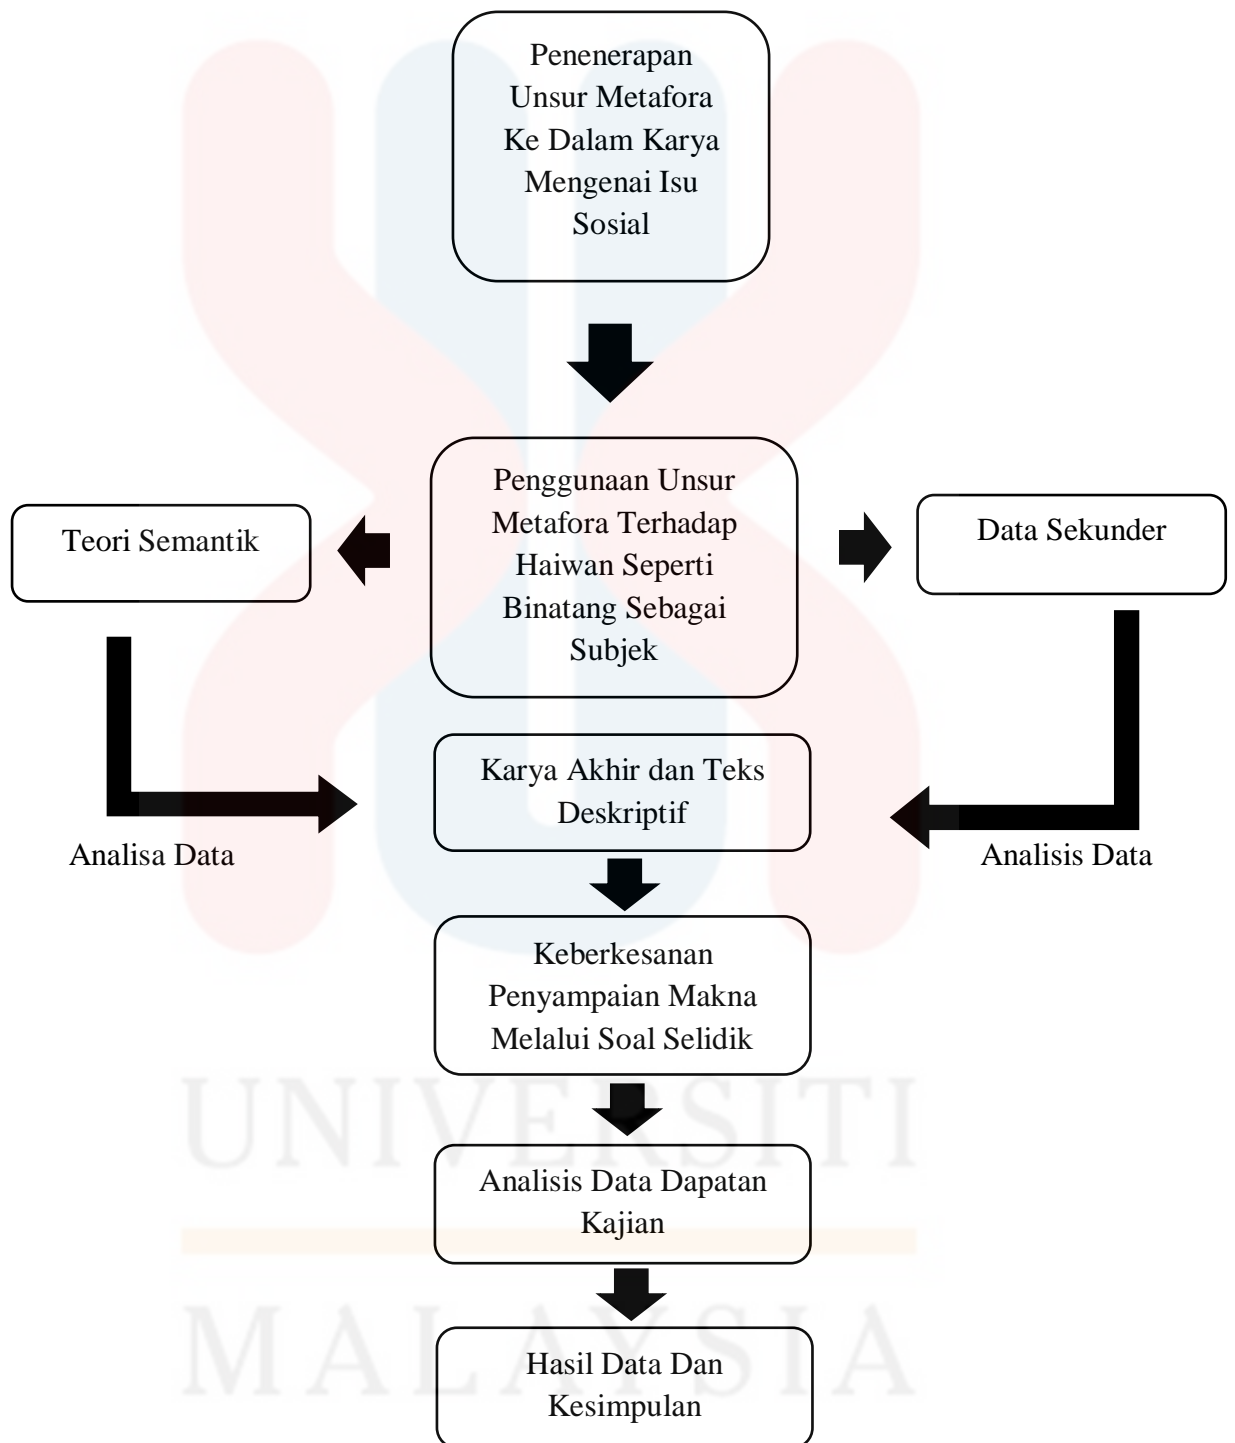 Penenerapan
Unsur Metafora
Ke Dalam Karya
Mengenai Isu
Sosial
Penggunaan Unsur
Metafora Terhadap
Haiwan Seperti
Binatang Sebagai
Subjek
Teori Semantik
Data Sekunder
Karya Akhir dan Teks
Deskriptif
Analisa Data
Analisis Data
Keberkesanan
Penyampaian Makna
Melalui Soal Selidik
UNIVERSITI
Analisis Data Dapatan
Kajian
MALAYSIA
Hasil Data Dan
Kesimpulan